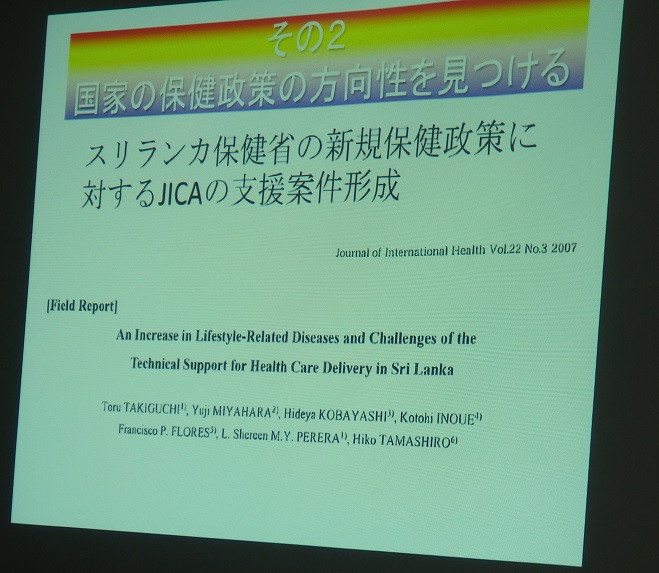 その2
国家の保健政策の方向性を見つける
スリランカ保健省の新規保健政策に
対するJICAの支援案件形成
Journal of International Health Vol.22 No.3 2007
[Field Report]
An Increase in Lifestyle-Related Diseases and Challenges of the
Technical Support for Health Care Delivery in Sri Lanka
Toru TAKIGUCHI1), Yuji MIYAHARA2), Hideya KOBAYASHI3), Kotohi INOUE4)
Francisco P. FLORES5), L. Shereen M.Y. PERERA1), Hiko TAMASHIRO6)